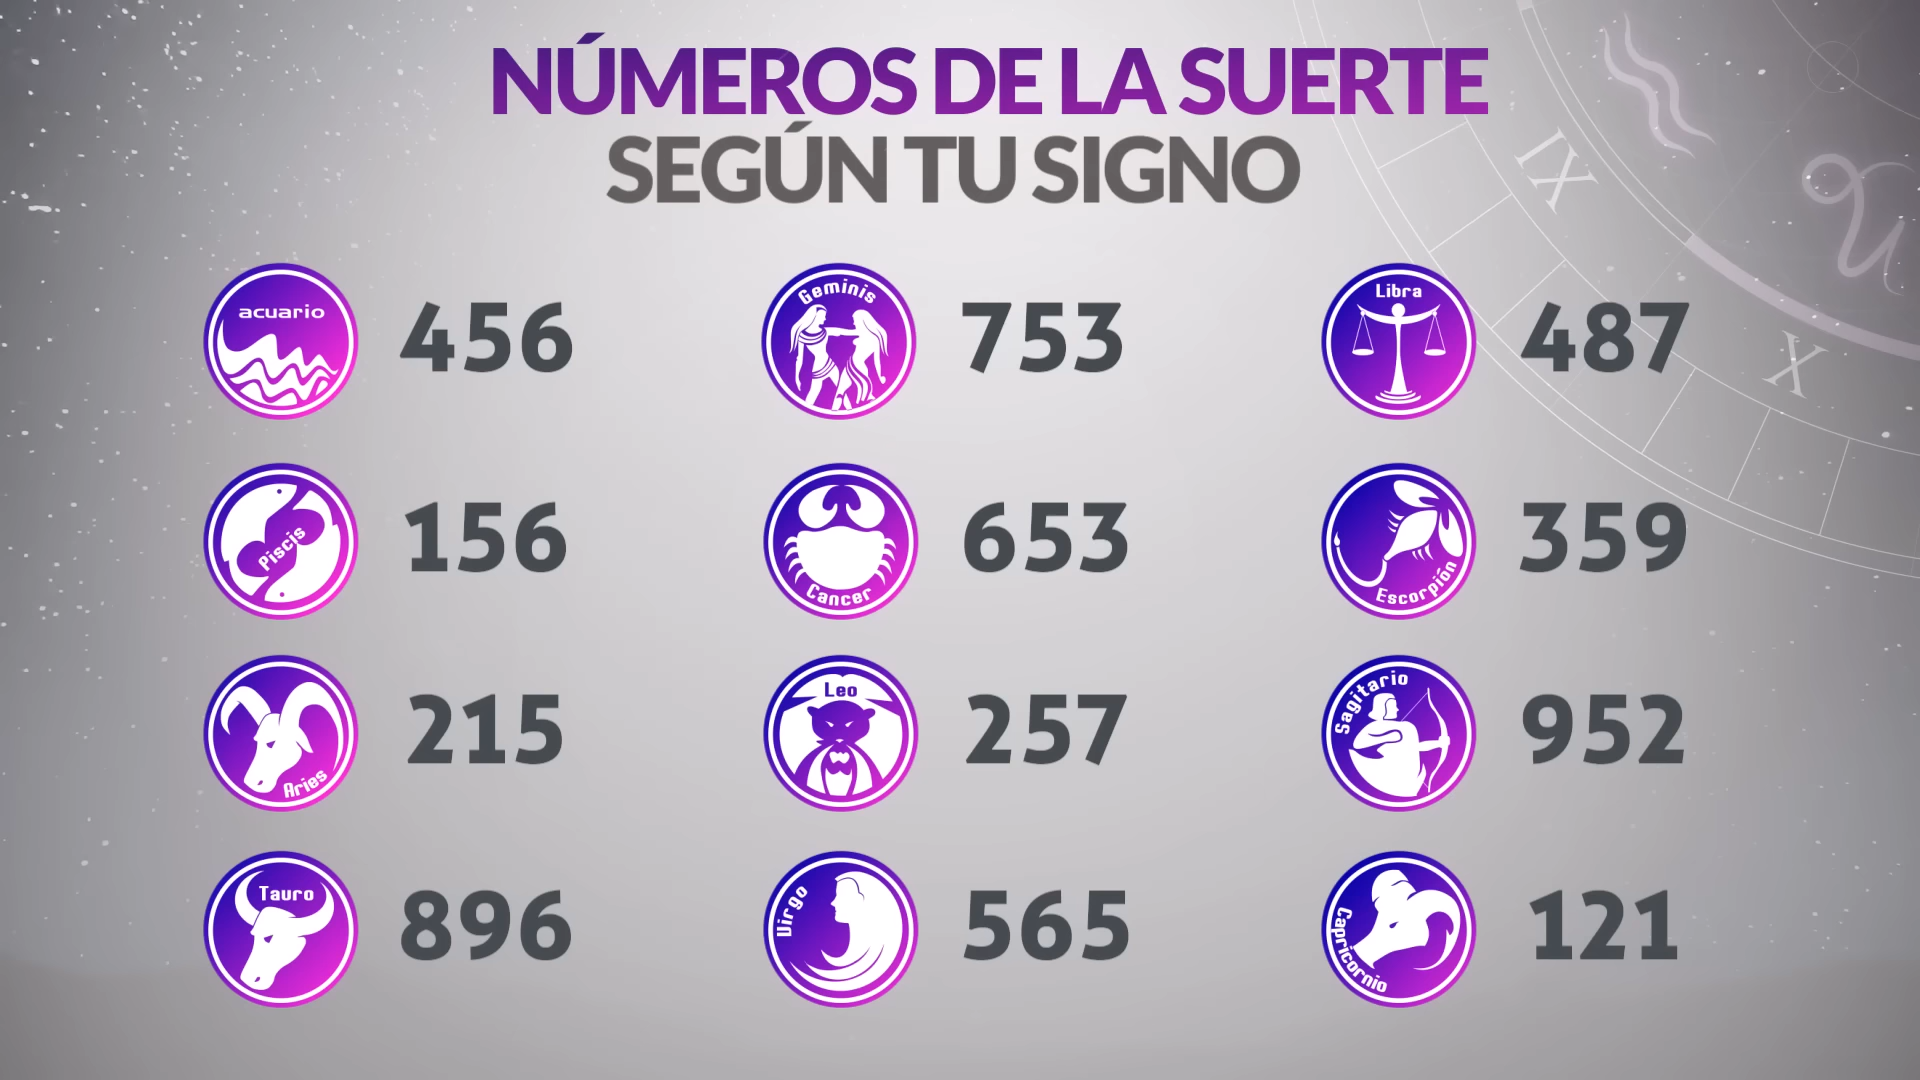 NÚMEROS DE LA SUERTE
SEGÚN TU SIGNO
IX
X
acuario 456
Geminis 753
Libra 487
Piscis 156
Cancer 653
Escorpión 359
Aries 215
Leo 257
Sagitario 952
Tauro 896
Virgo 565
Capricornio 121